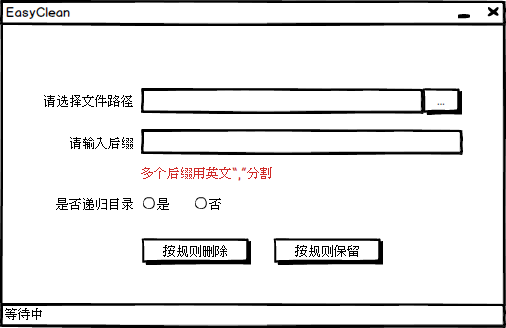 EasyClean
请选择文件路径
...
请输入后缀
多个后缀用英文“,”分割
是否递归目录 是 否
按规则删除 按规则保留
等待中